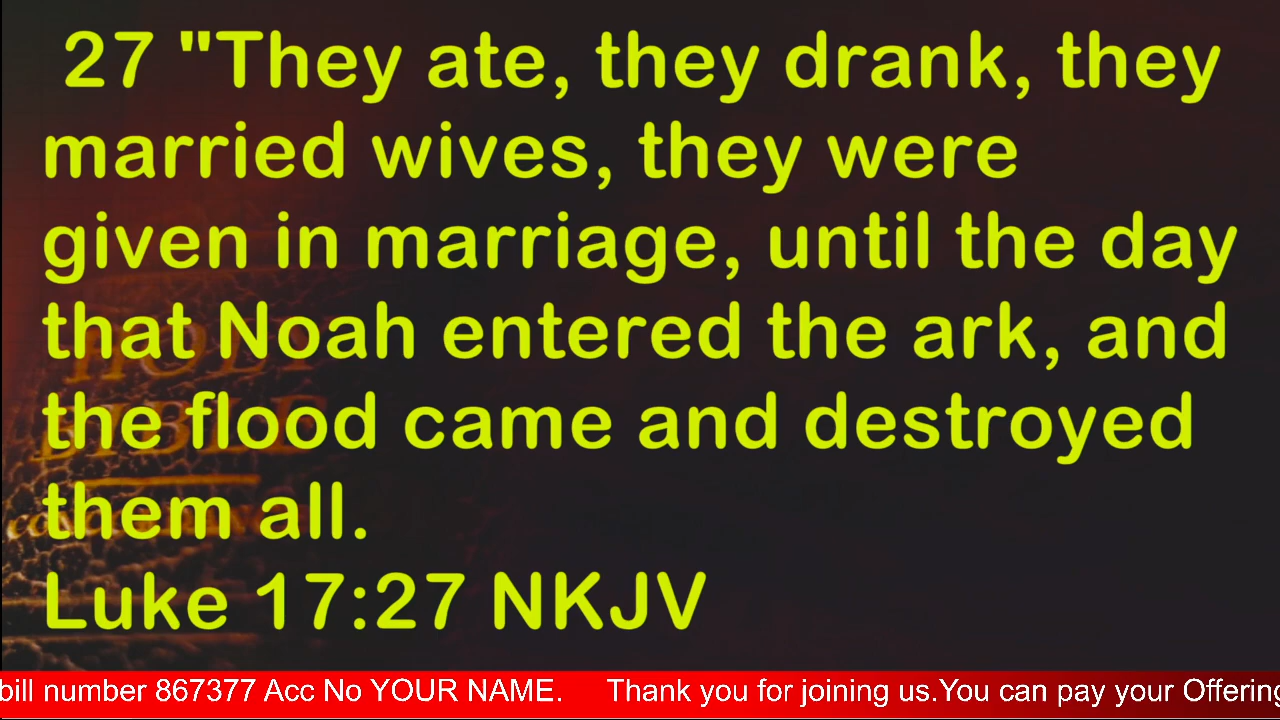 27 "They ate, they drank, they
married wives, they were
given in marriage, until the day
that Noah entered the ark, and
the flood came and destroyed
them all.
Luke 17:27 NKJV
HOLY
BIBLE
bill number 867377 Acc No YOUR NAME. Thank you for joining us.You can pay your Offering